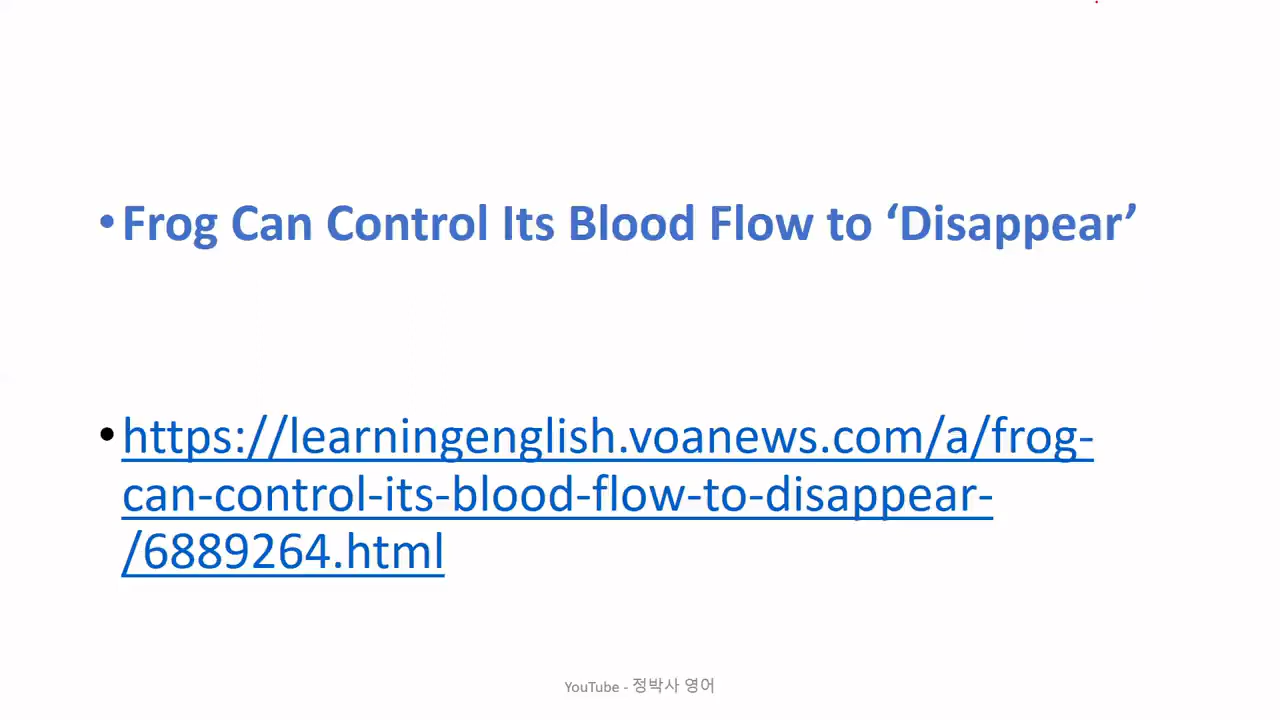 •Frog Can Control Its Blood Flow to ‘Disappear’
•https://learningenglish.voanews.com/a/frog-
can-control-its-blood-flow-to-disappear-
/6889264.html
YouTube - 정박사 영어